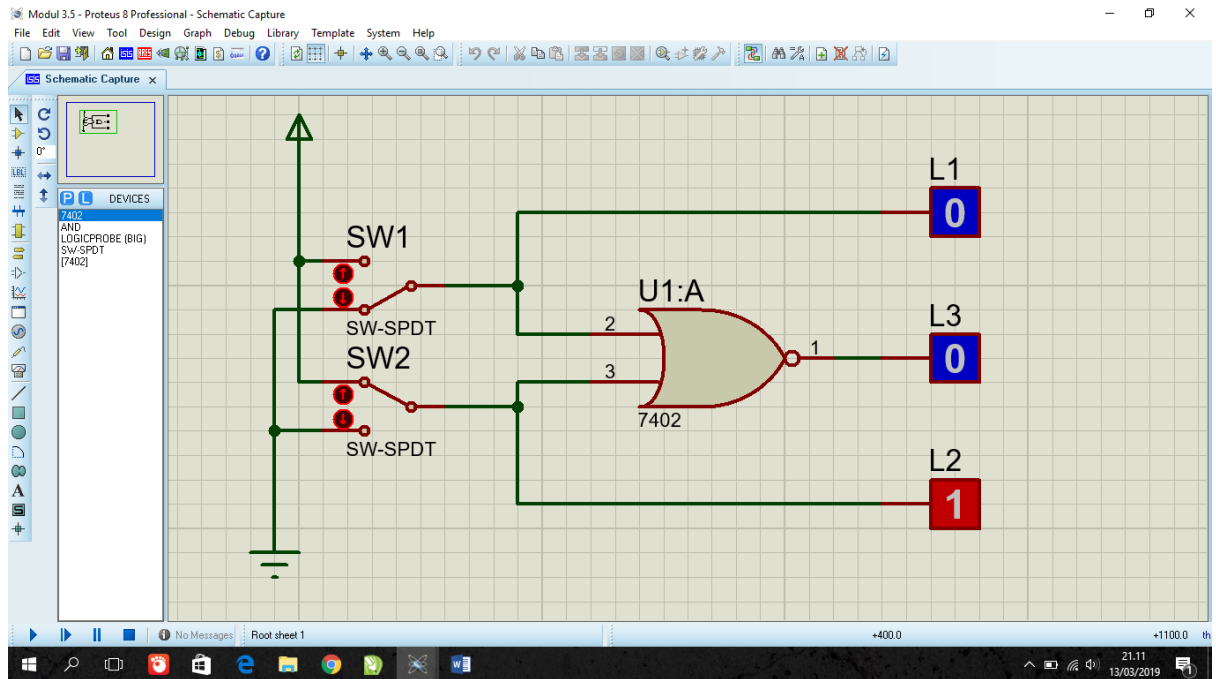 Modul 3.5 - Proteus 8 Professional - Schematic Capture
File Edit View Tool Design Graph Debug Library Template System Help
Schematic Capture x
0°
LBL
P L DEVICES
7402
AND
LOGICPROBE (BIG)
SW-SPDT
[7402]
A
S
L1
0
SW1
SW-SPDT
U1:A
2
3
1
7402
L3
0
SW2
SW-SPDT
L2
1
No Messages Root sheet 1 +400.0 +1100.0 th
21.11
13/03/2019